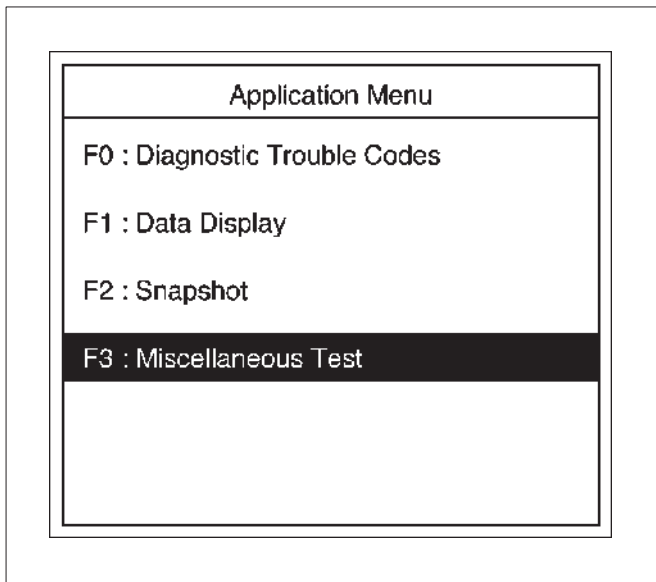 Application Menu
F0 : Diagnostic Trouble Codes
F1 : Data Display
F2 : Snapshot
F3 : Miscellaneous Test